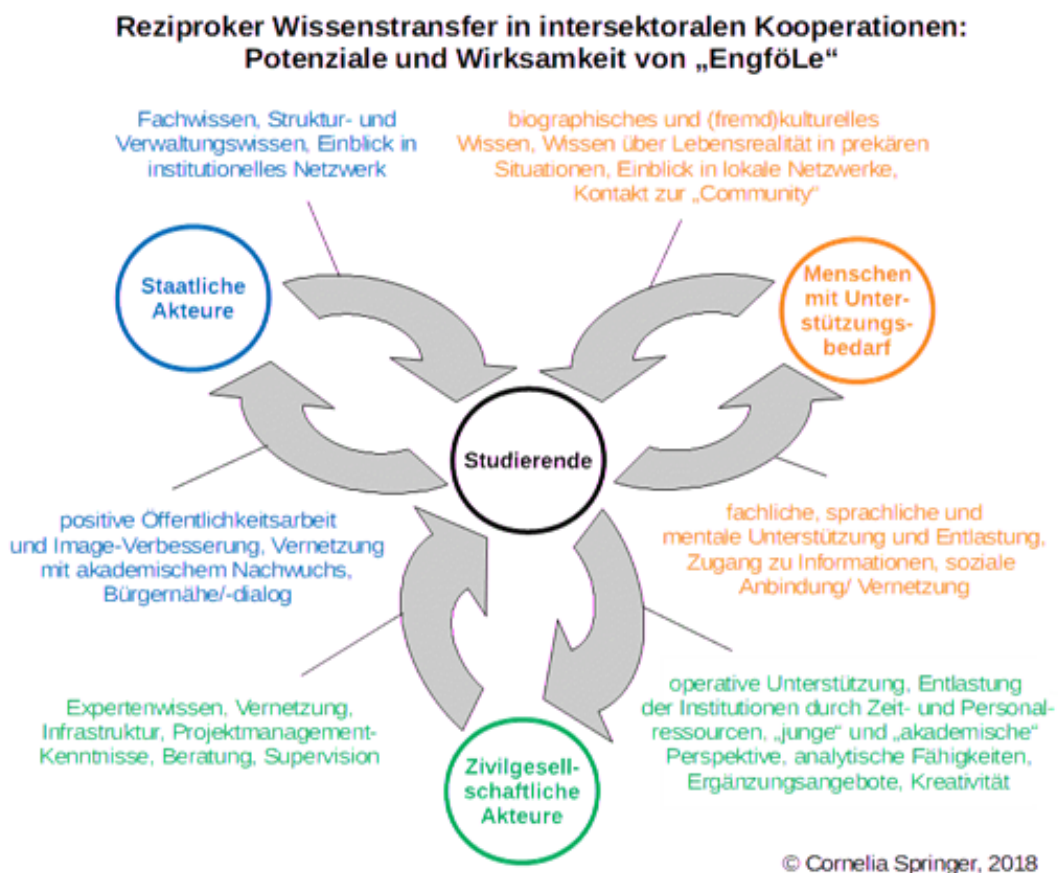 Reziproker Wissenstransfer in intersektoralen Kooperationen:
Potenziale und Wirksamkeit von „EngföLe“
Fachwissen, Struktur- und
Verwaltungswissen, Einblick in
institutionelles Netzwerk
biographisches und (fremd)kulturelles
Wissen, Wissen über Lebensrealität in prekären
Situationen, Einblick in lokale Netzwerke,
Kontakt zur „Community“
Staatliche
Akteure
Menschen
mit Unter-
stützungs-
bedarf
Studierende
positive Öffentlichkeitsarbeit
und Image-Verbesserung, Vernetzung
mit akademischem Nachwuchs,
Bürgernähe/-dialog
fachliche, sprachliche und
mentale Unterstützung und Entlastung,
Zugang zu Informationen, soziale
Anbindung/ Vernetzung
Expertenwissen, Vernetzung,
Infrastruktur, Projektmanagement-
Kenntnisse, Beratung, Supervision
Zivilgesell-
schaftliche
Akteure
operative Unterstützung, Entlastung
der Institutionen durch Zeit- und Personal-
ressourcen, „junge“ und „akademische“
Perspektive, analytische Fähigkeiten,
Ergänzungsangebote, Kreativität
© Cornelia Springer, 2018